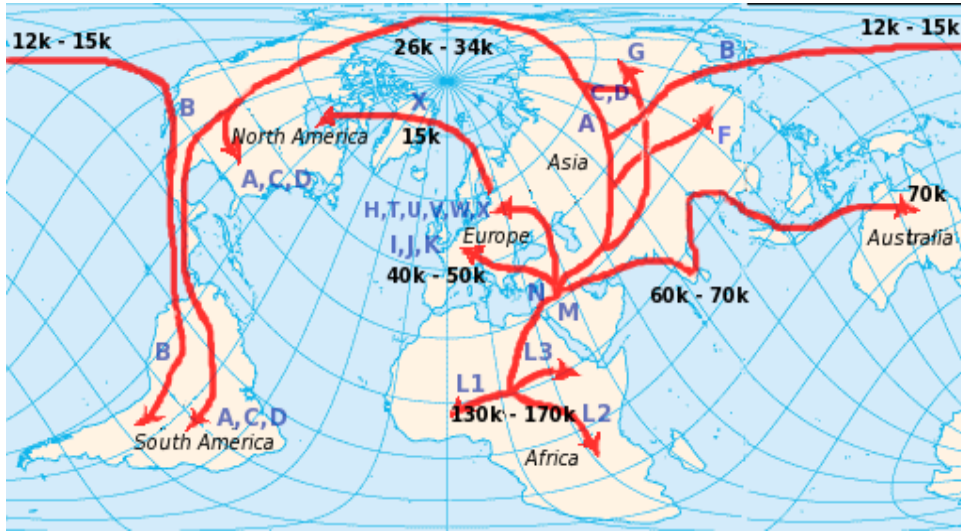 12k - 15k
26k - 34k
12k - 15k
G
B
C,D
A
B
X
15k
North America
F
Asia
A,C,D
H,T,U,V,W,X
70k
Europe
Australia
I,J,K
40k - 50k
N
60k - 70k
M
B
L3
L1
A,C,D
130k - 170k
L2
South America
Africa